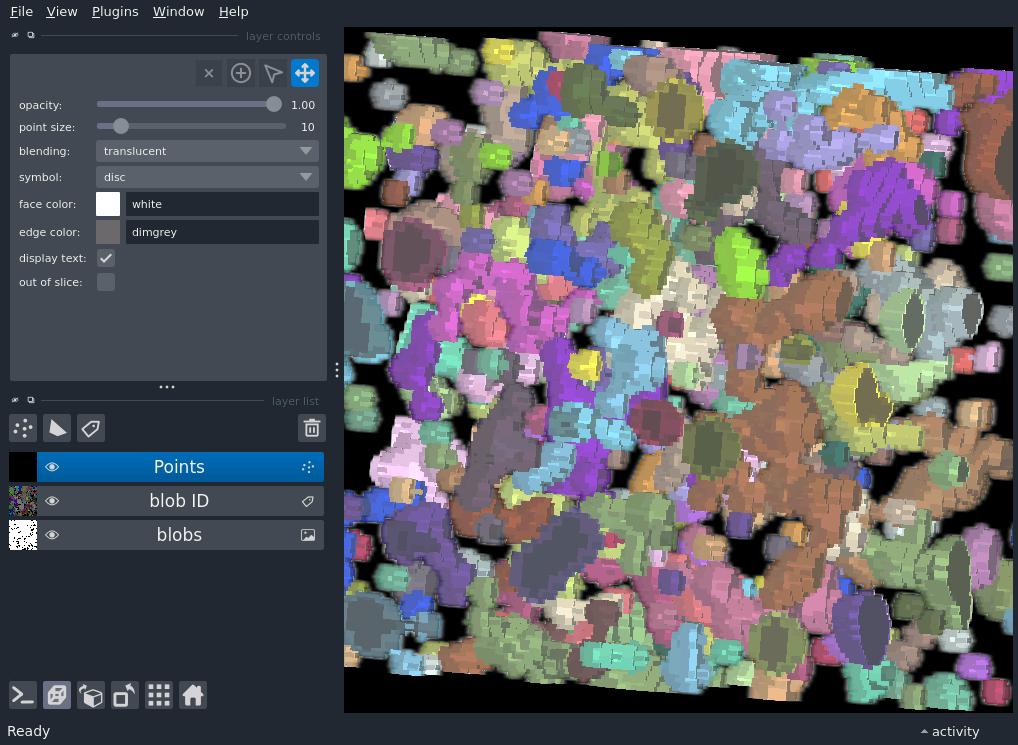 File View Plugins Window Help
layer controls
opacity: 1.00
point size: 10
blending: translucent
symbol: disc
face color: white
edge color: dimgrey
display text:
out of slice:
layer list
Points
blob ID
blobs
Ready
activity